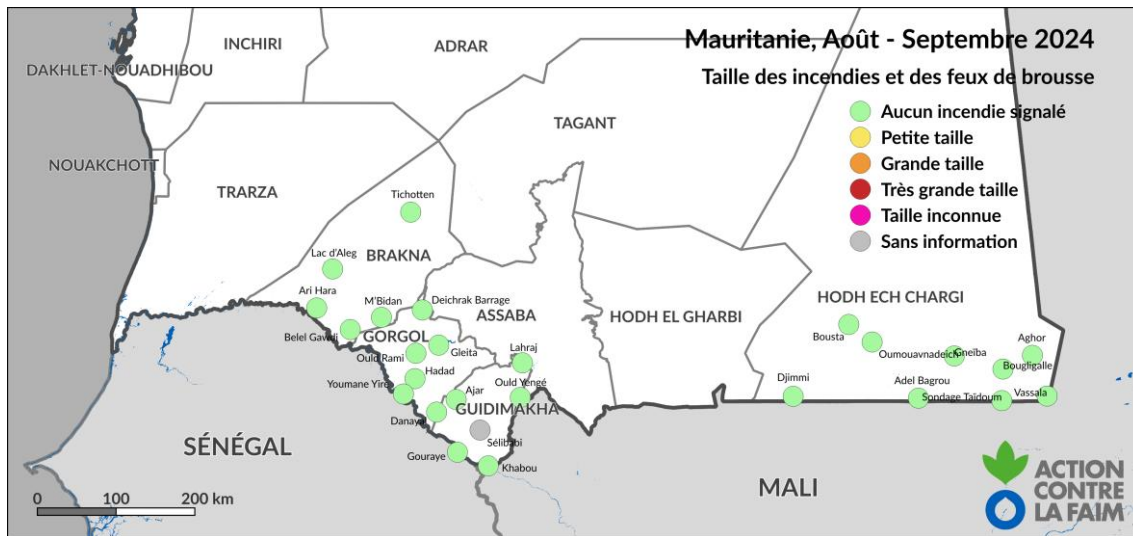 Mauritanie, Août - Septembre 2024
Taille des incendies et des feux de brousse
Aucun incendie signalé
Petite taille
Grande taille
Très grande taille
Taille inconnue
Sans information
INCHIRI
ADRAR
DAKHLET-NOUADHIBOU
TAGANT
NOUAKCHOTT
TRARZA
Tichotten
Lac d'Aleg
BRAKNA
Ari Hara
M'Bidan
Deichrak Barrage
ASSABA
HODH EL GHARBI
HODH ECH CHARGI
Belel Gawdi
GORGOL
Gleita
Ould Rami
Lahraj
Bousta
Oumouavnadeich
Gneïba
Aghor
Bougligalle
Hadad
Youmane Yiré
Ajar
Ould Yengé
Djimmi
Adel Bagrou
Sondage Taïdoum
Vassala
GUIDIMAKHA
Danayal
Sélibabi
Gouraye
Khabou
SÉNÉGAL
MALI
0 100 200 km
ACTION
CONTRE
LA FAIM